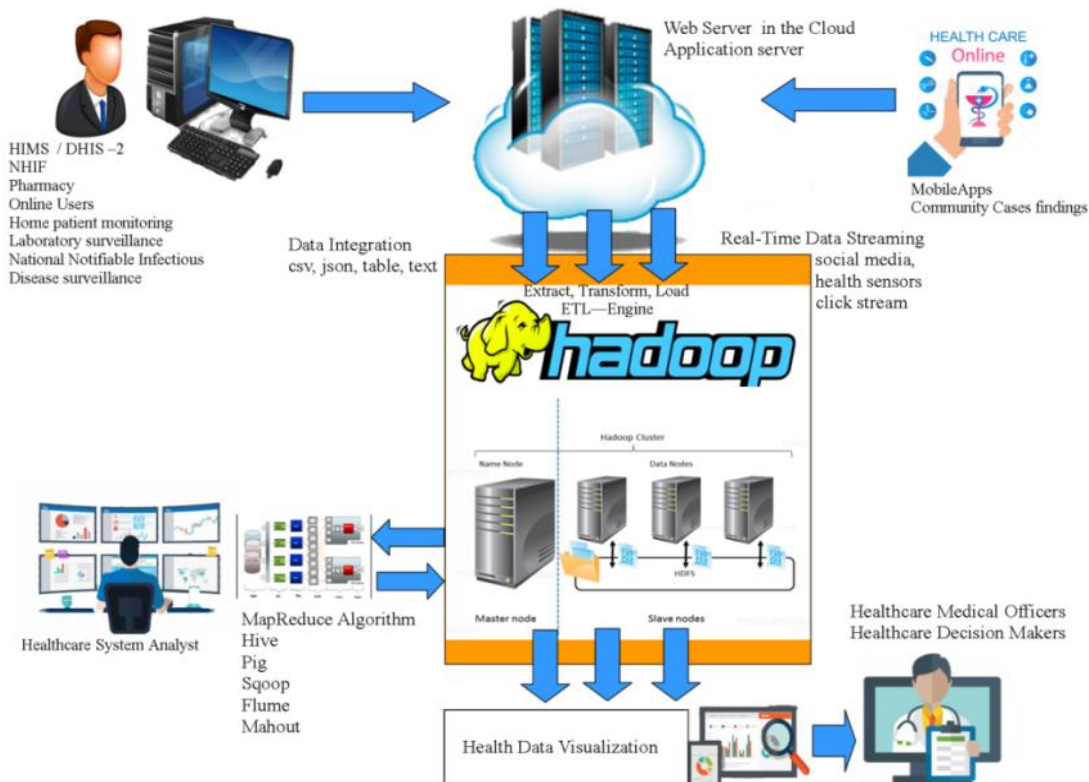 Web Server in the Cloud
Application server
HEALTH CARE
Online
HIMS / DHIS –2
NHIF
Pharmacy
Online Users
Home patient monitoring
Laboratory surveillance
National Notifiable Infectious
Disease surveillance
MobileApps
Community Cases findings
Data Integration
csv, json, table, text
Real-Time Data Streaming
social media,
health sensors
click stream
Extract, Transform, Load
ETL—Engine
hadoop
Hadoop Cluster
Name Node
Data Nodes
HDFS
Master node
Slave nodes
Healthcare System Analyst
MapReduce Algorithm
Hive
Pig
Sqoop
Flume
Mahout
Healthcare Medical Officers
Healthcare Decision Makers
Health Data Visualization